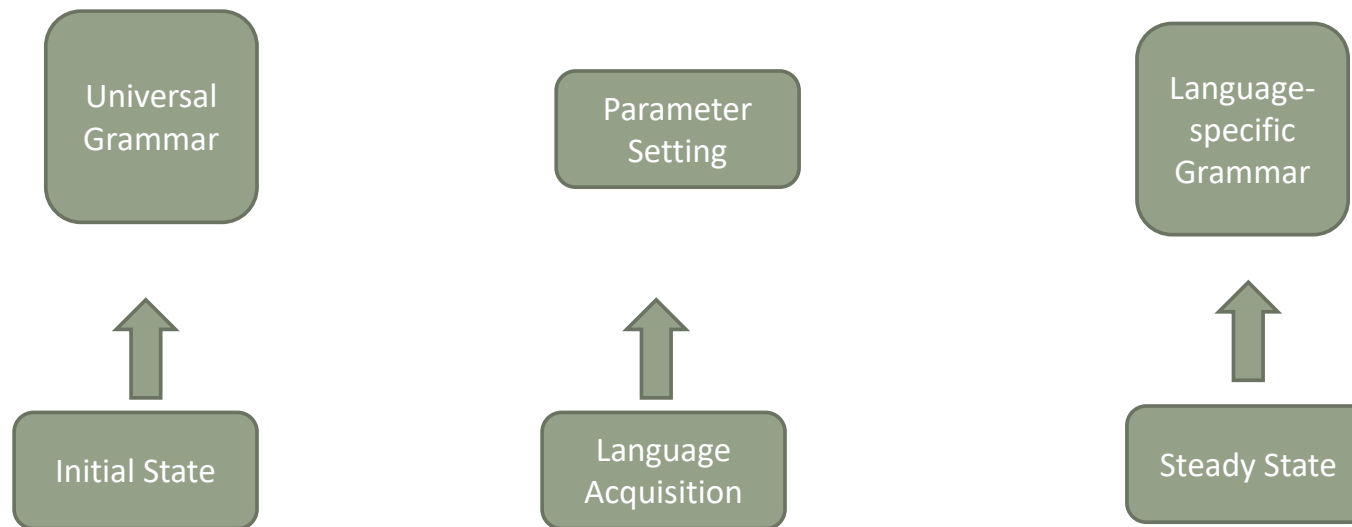 Universal
Grammar
Parameter
Setting
Language-
specific
Grammar
Initial State
Language
Acquisition
Steady State